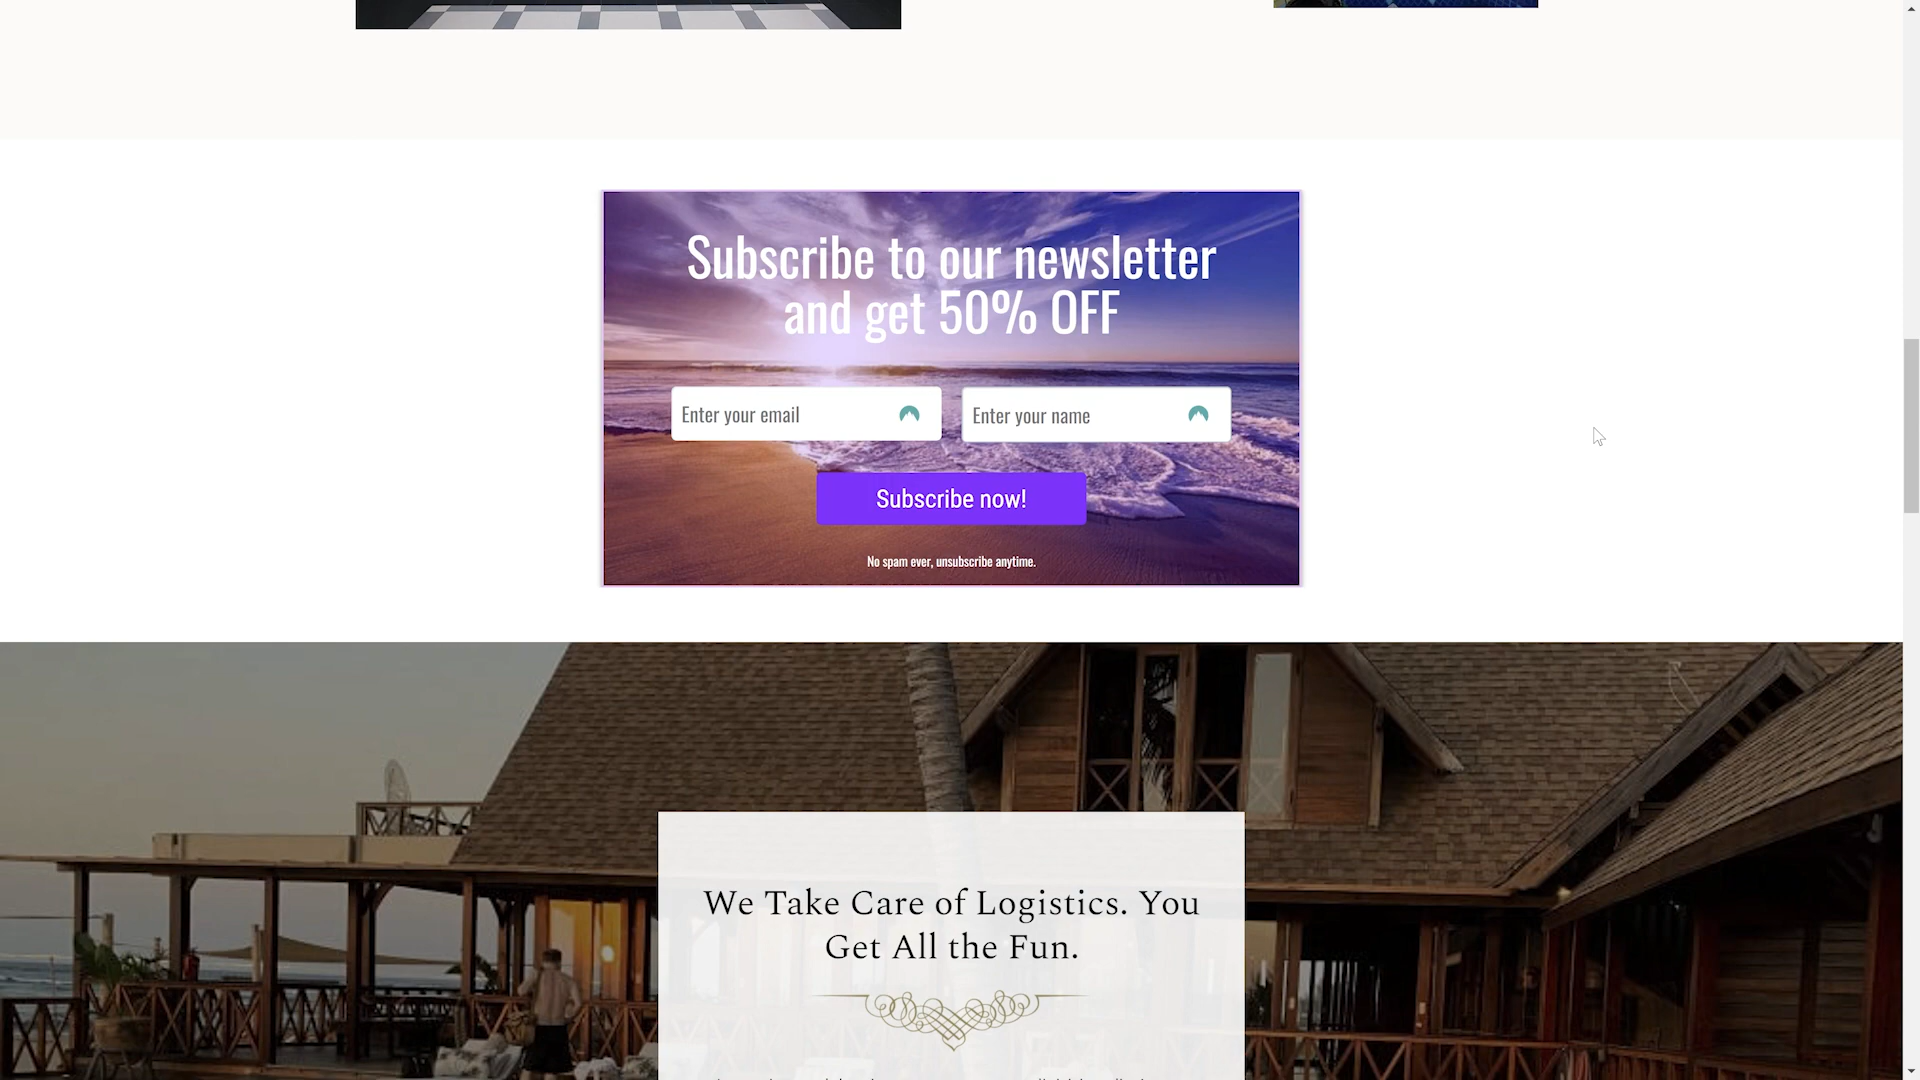 Subscribe to our newsletter
and get 50% OFF
Enter your email
Enter your name
Subscribe now!
No spam ever, unsubscribe anytime.
We Take Care of Logistics. You
Get All the Fun.